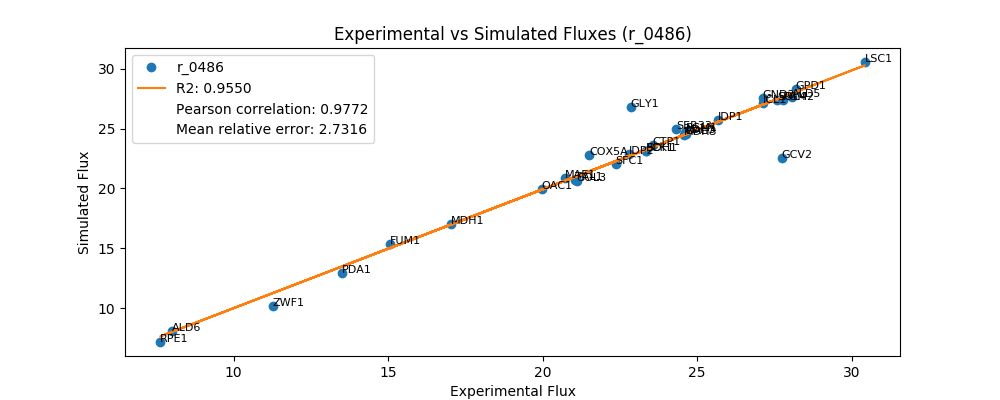 Experimental vs Simulated Fluxes (r_0486)
r_0486
R2: 0.9550
Pearson correlation: 0.9772
Mean relative error: 2.7316
30
25
20
15
10
Simulated Flux
LSC1
GPD1
GLY1
IDP1
CTP1
COX5A
GCV2
SFC1
OAC1
MDH1
FUM1
PDA1
ZWF1
ALD6
RPE1
10
15
20
25
30
Experimental Flux